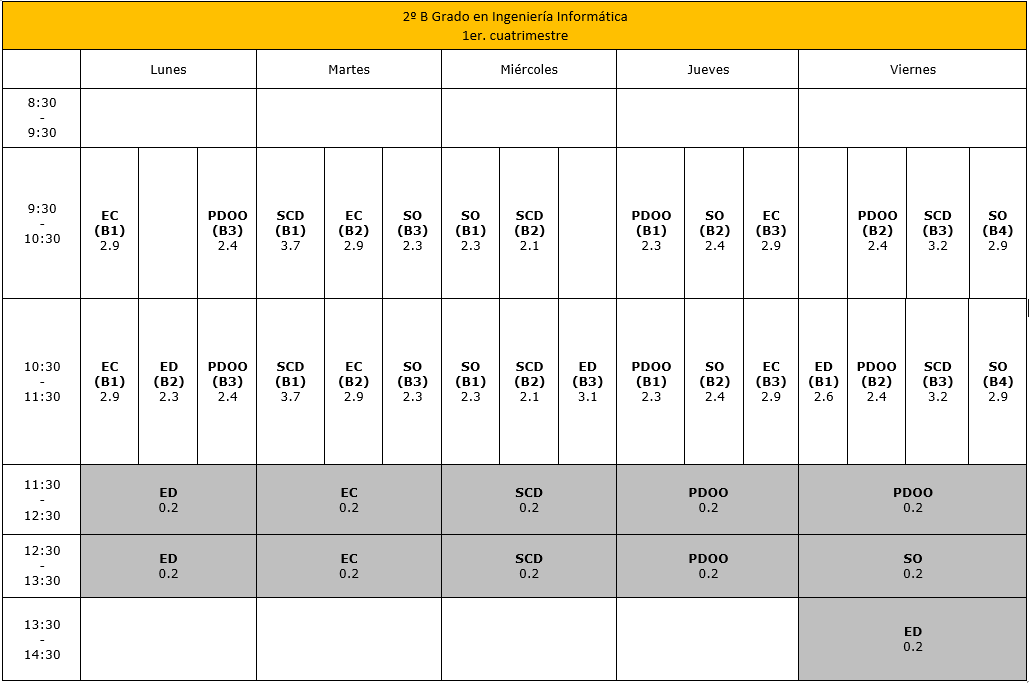 2º B Grado en Ingeniería Informática
1er. cuatrimestre
Lunes Martes Miércoles Jueves Viernes
8:30
-
9:30
9:30
-
10:30
EC PDOO SCD EC SO SO SCD PDOO SO EC PDOO SCD SO
(B1) (B3) (B1) (B2) (B3) (B1) (B2) (B1) (B2) (B3) (B2) (B3) (B4)
2.9 2.4 3.7 2.9 2.3 2.3 2.1 2.3 2.4 2.9 2.4 3.2 2.9
10:30
-
11:30
EC ED PDOO SCD EC SO SO SCD ED PDOO SO EC ED PDOO SCD SO
(B1) (B2) (B3) (B1) (B2) (B3) (B1) (B2) (B3) (B1) (B2) (B3) (B1) (B2) (B3) (B4)
2.9 2.3 2.4 3.7 2.9 2.3 2.3 2.1 3.1 2.3 2.4 2.9 2.6 2.4 3.2 2.9
11:30
-
12:30
ED EC SCD PDOO PDOO
0.2 0.2 0.2 0.2 0.2
12:30
-
13:30
ED EC SCD PDOO SO
0.2 0.2 0.2 0.2 0.2
13:30
-
14:30
ED
0.2